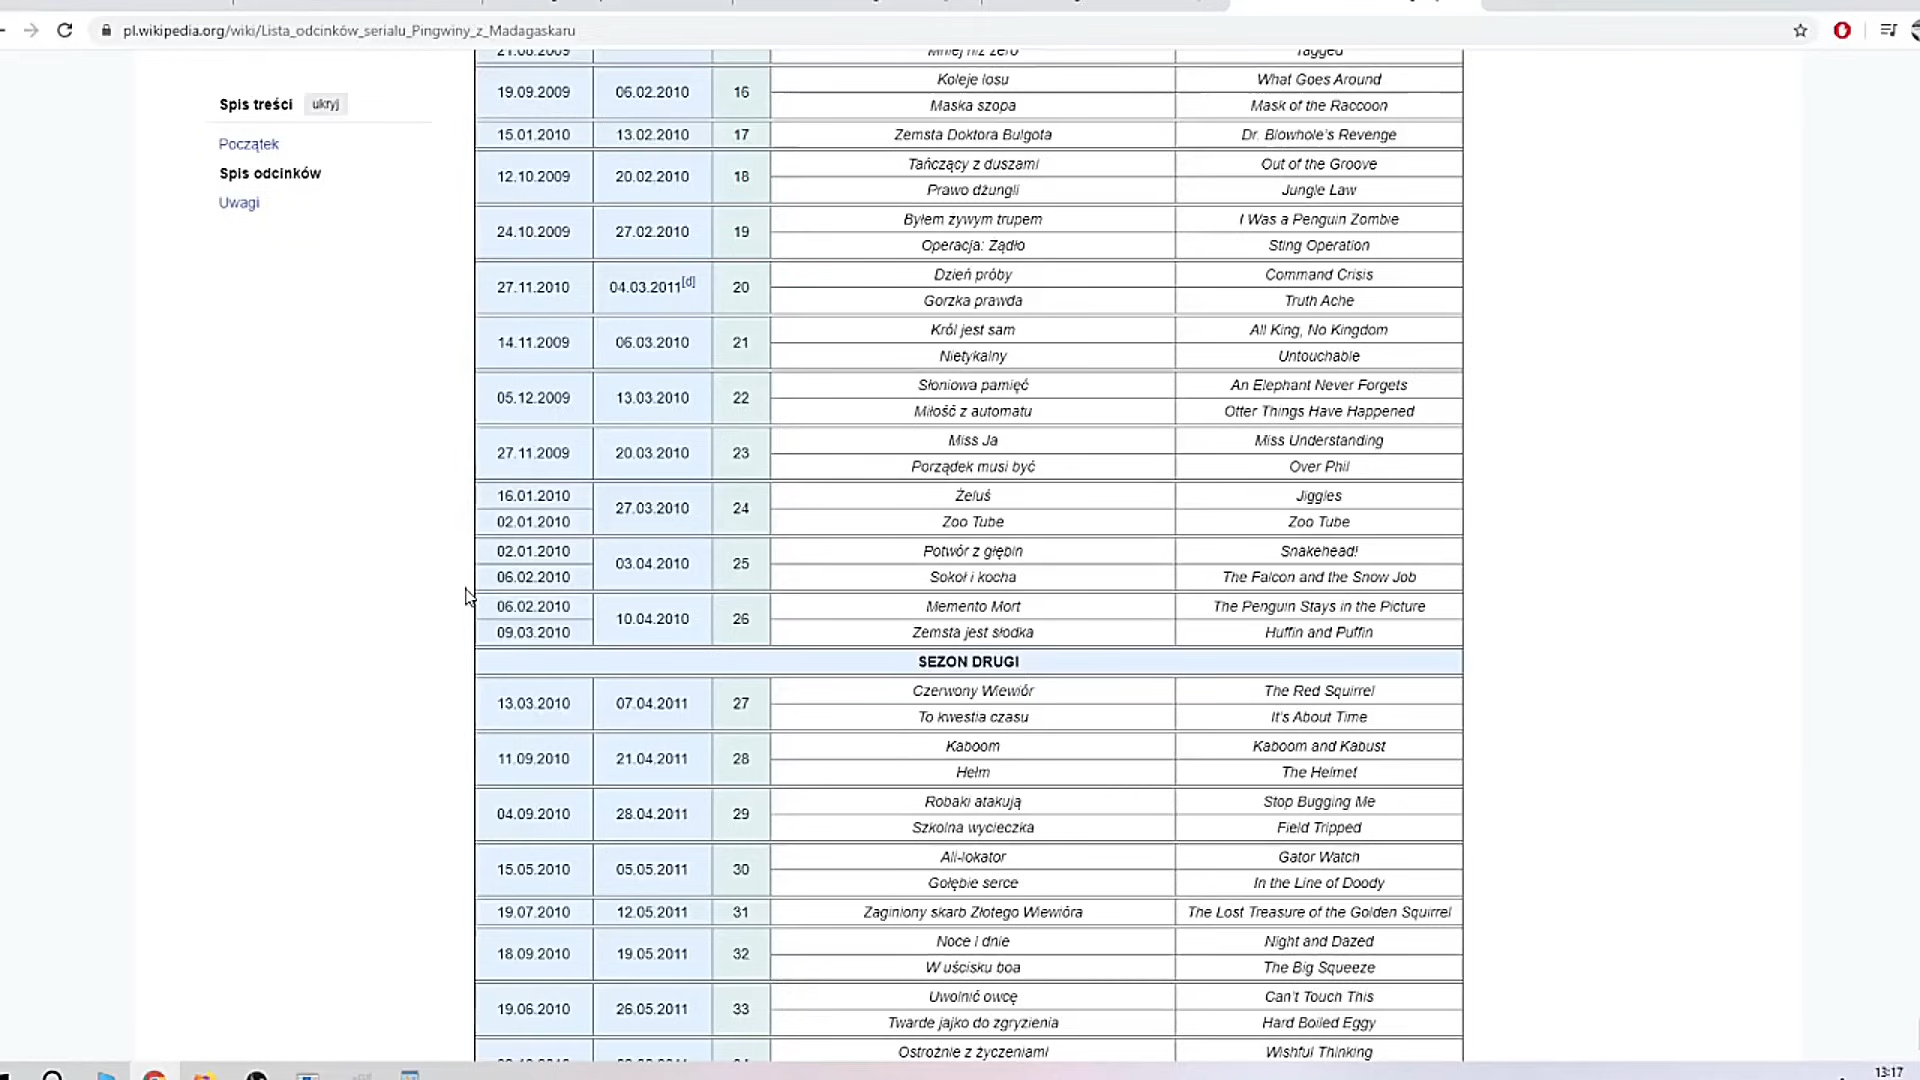 pl.wikipedia.org/wiki/Lista_odcinków_serialu_Pingwiny_z_Madagaskaru
Spis treści ukryj
Początek
Spis odcinków
Uwagi
21.08.2009 Mniej niż zero Tagged
19.09.2009 06.02.2010 16 Koleje losu What Goes Around
Maska szopa Mask of the Raccoon
15.01.2010 13.02.2010 17 Zemsta Doktora Bulgota Dr. Blowhole's Revenge
12.10.2009 20.02.2010 18 Tańczący z duszami Out of the Groove
Prawo dżungli Jungle Law
24.10.2009 27.02.2010 19 Byłem żywym trupem I Was a Penguin Zombie
Operacja: Żądło Sting Operation
27.11.2010 04.03.2011[d] 20 Dzień próby Command Crisis
Gorzka prawda Truth Ache
14.11.2009 06.03.2010 21 Król jest sam All King, No Kingdom
Nietykalny Untouchable
05.12.2009 13.03.2010 22 Słoniowa pamięć An Elephant Never Forgets
Miłość z automatu Otter Things Have Happened
27.11.2009 20.03.2010 23 Miss Ja Miss Understanding
Porządek musi być Over Phil
16.01.2010 27.03.2010 24 Żeluś Jiggles
02.01.2010 Zoo Tube Zoo Tube
02.01.2010 03.04.2010 25 Potwór z głębin Snakehead!
06.02.2010 Sokół i kocha The Falcon and the Snow Job
06.02.2010 10.04.2010 26 Memento Mort The Penguin Stays in the Picture
09.03.2010 Zemsta jest słodka Huffin and Puffin
SEZON DRUGI
13.03.2010 07.04.2011 27 Czerwony Wiewiór The Red Squirrel
To kwestia czasu It's About Time
11.09.2010 21.04.2011 28 Kaboom Kaboom and Kabust
Hełm The Helmet
04.09.2010 28.04.2011 29 Robaki atakują Stop Bugging Me
Szkolna wycieczka Field Tripped
15.05.2010 05.05.2011 30 Ali-lokator Gator Watch
Gołębie serce In the Line of Doody
19.07.2010 12.05.2011 31 Zaginiony skarb Złotego Wiewióra The Lost Treasure of the Golden Squirrel
18.09.2010 19.05.2011 32 Noce i dnie Night and Dazed
W uścisku boa The Big Squeeze
19.06.2010 26.05.2011 33 Uwolnić owcę Can't Touch This
Twarde jajko do zgryzienia Hard Boiled Eggy
Ostrożnie z życzeniami Wishful Thinking
13:17